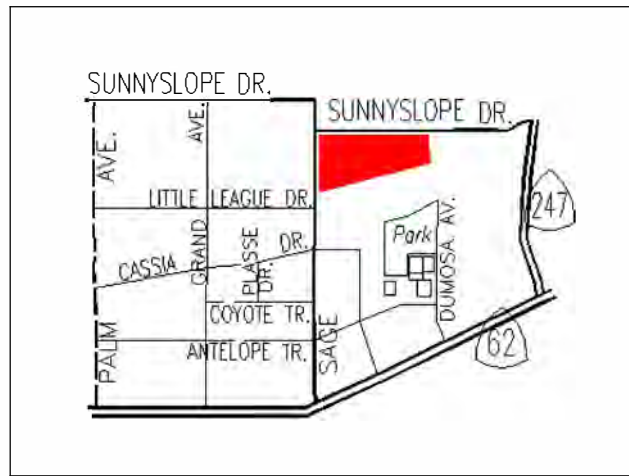 SUNNYSLOPE DR.
SUNNYSLOPE DR.
AVE.
AVE.
LITTLE LEAGUE DR.
247
Park
DUMOSA AV.
CASSIA DR.
GRAND
PLASSE DR.
COYOTE TR.
PALM
ANTELOPE TR.
SAGE
62